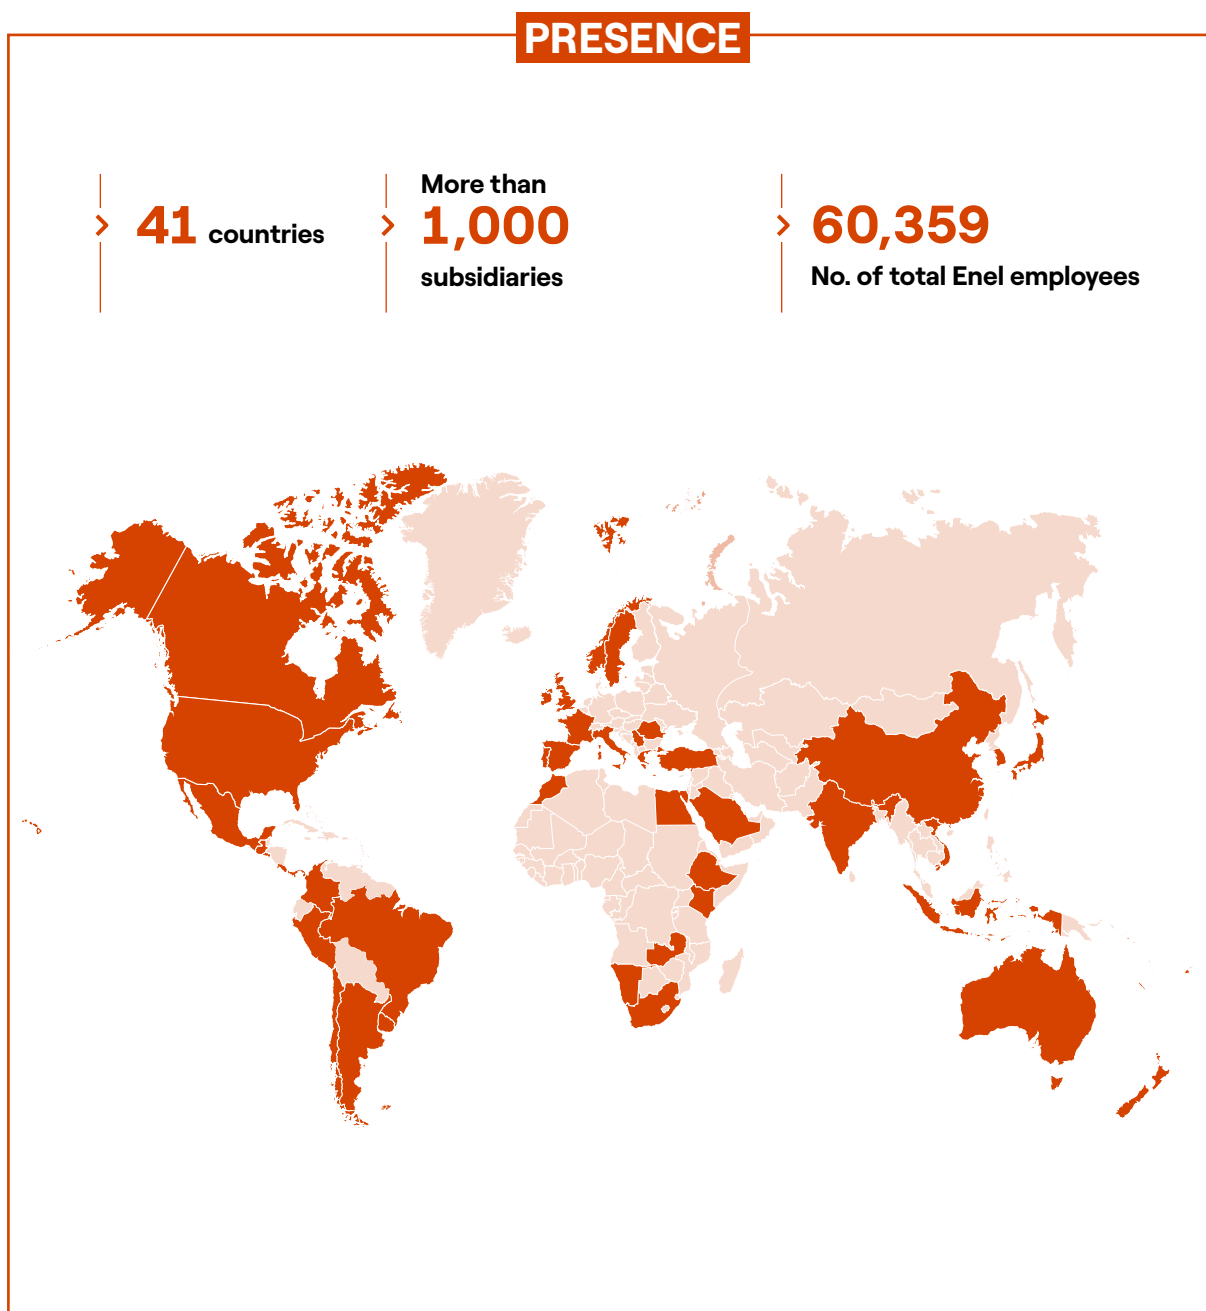 PRESENCE
41 countries
More than
1,000
subsidiaries
60,359
No. of total Enel employees